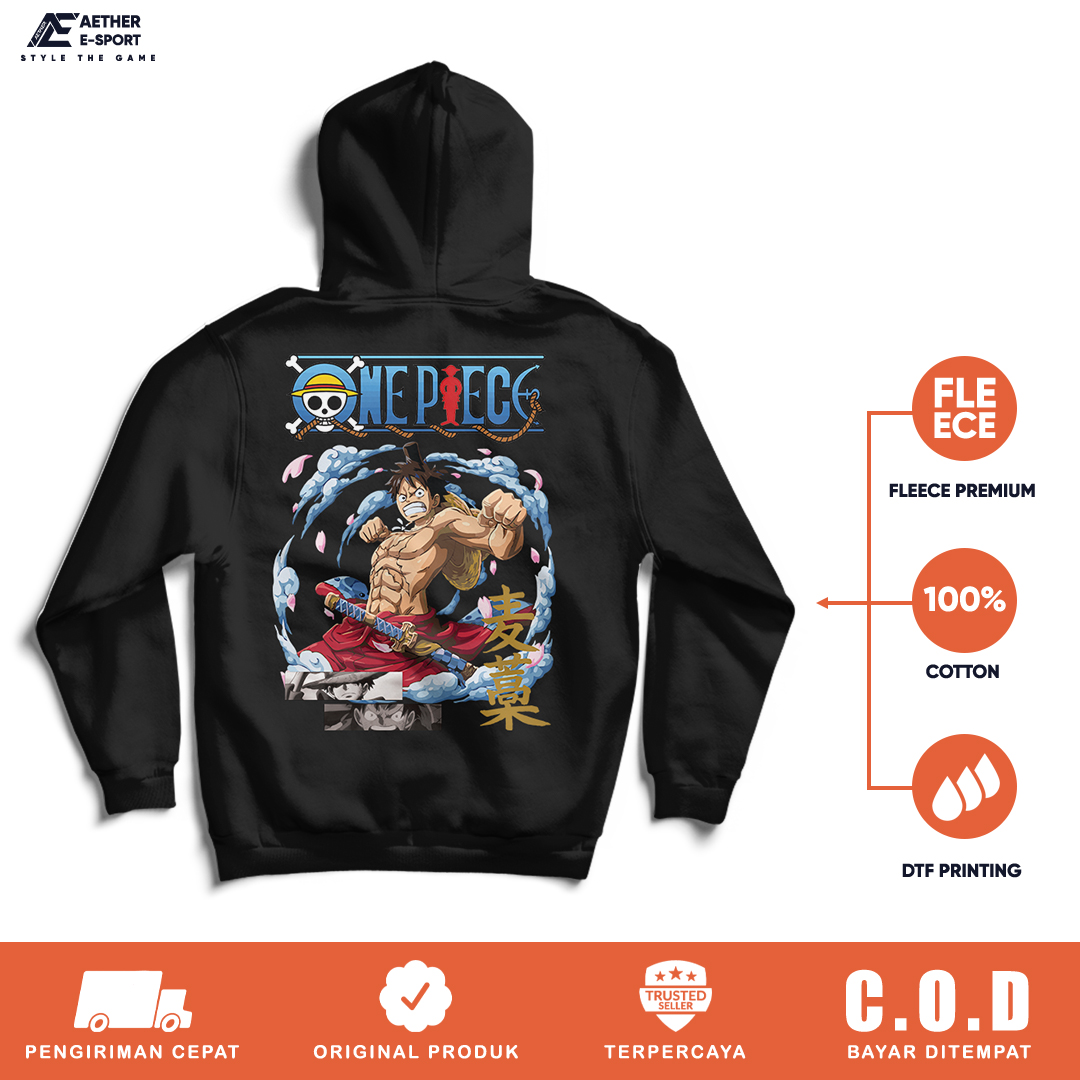 AETHER
E-SPORT
STYLE THE GAME
ONE PIECE
麦
藁
FLE
ECE
FLEECE PREMIUM
100%
COTTON
DTF PRINTING
PENGIRIMAN CEPAT
ORIGINAL PRODUK
TRUSTED
SELLER
TERPERCAYA
C.O.D
BAYAR DITEMPAT